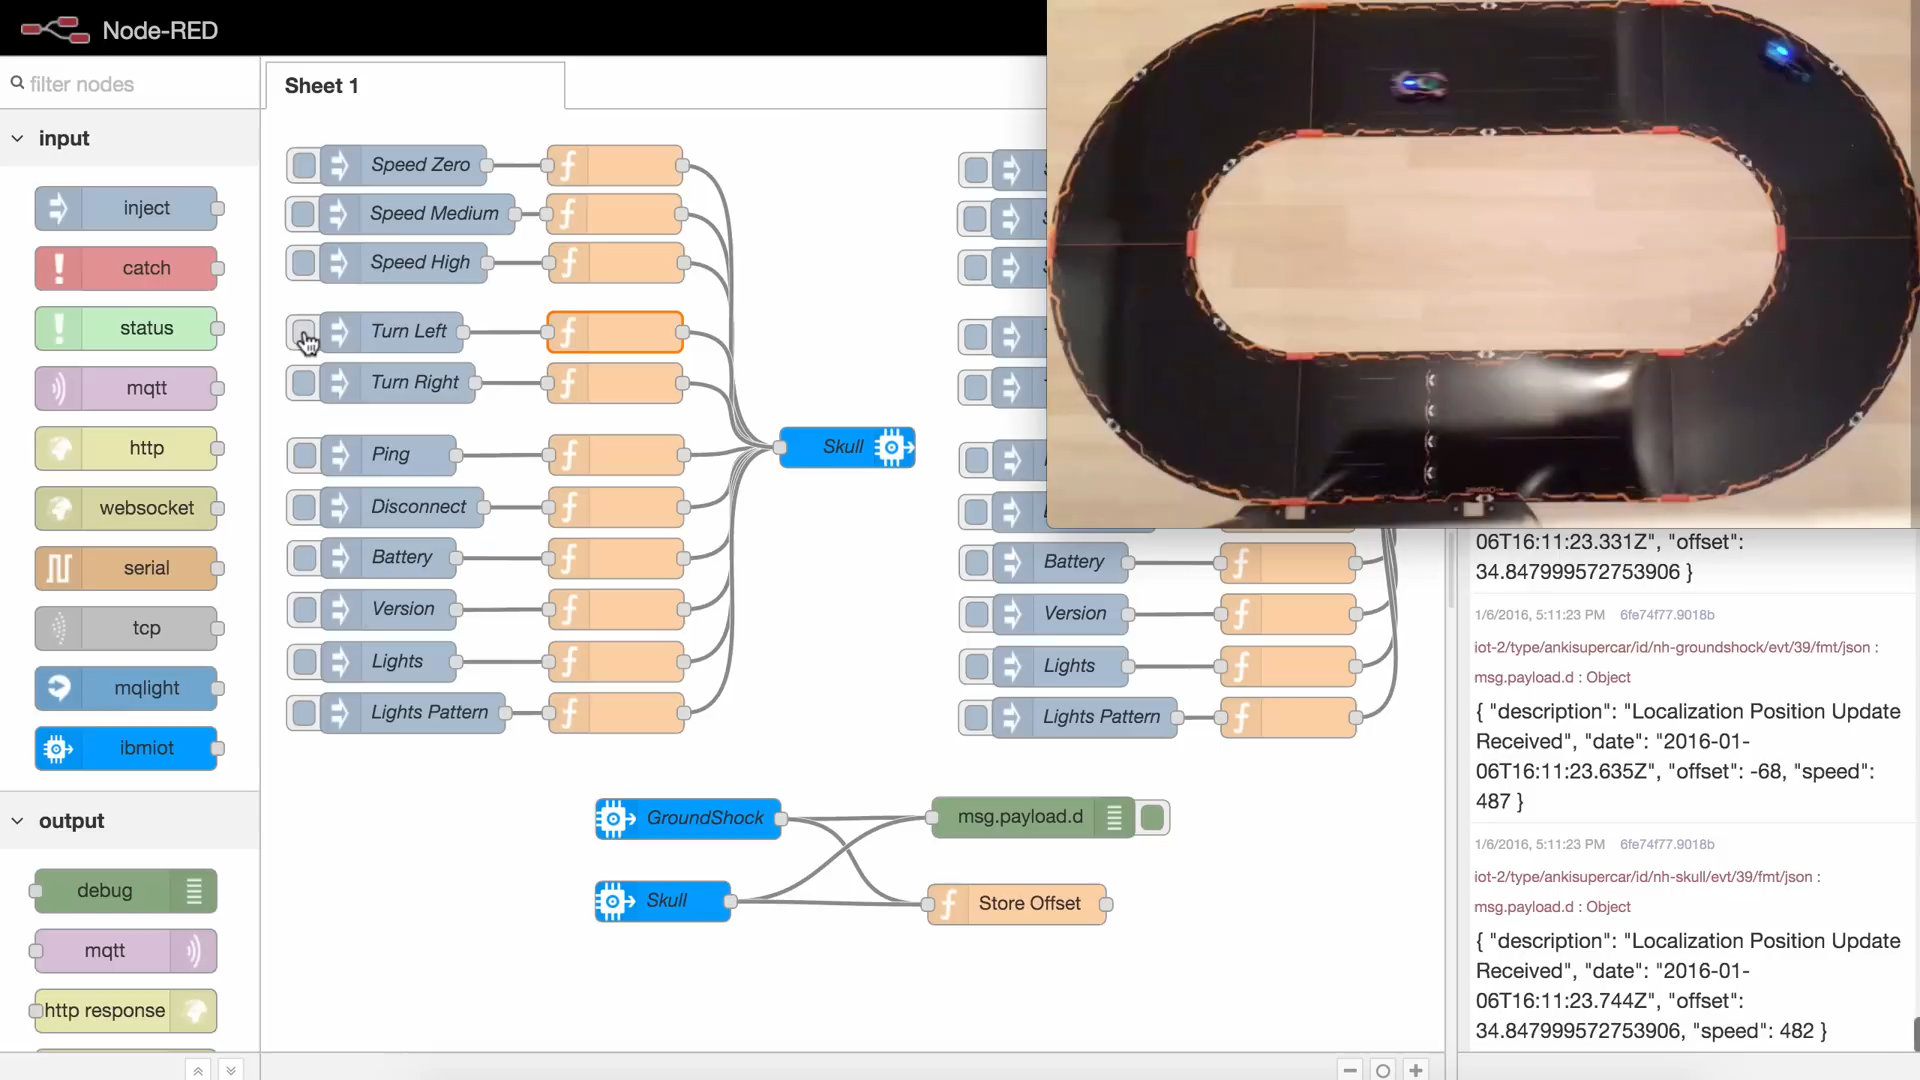 Node-RED
filter nodes
Sheet 1
input
inject
catch
status
mqtt
http
websocket
serial
tcp
mqlight
ibmiot
output
debug
mqtt
http response
Speed Zero
Speed Medium
Speed High
Turn Left
Turn Right
Ping
Disconnect
Battery
Version
Lights
Lights Pattern
Skull
Battery
Version
Lights
Lights Pattern
GroundShock
msg.payload.d
Skull
Store Offset
06T16:11:23.331Z", "offset":
34.847999572753906 }
1/6/2016, 5:11:23 PM 6fe74f77.9018b
iot-2/type/ankisupercar/id/nh-groundshock/evt/39/fmt/json :
msg.payload.d : Object
{ "description": "Localization Position Update
Received", "date": "2016-01-
06T16:11:23.635Z", "offset": -68, "speed":
487 }
1/6/2016, 5:11:23 PM 6fe74f77.9018b
iot-2/type/ankisupercar/id/nh-skull/evt/39/fmt/json :
msg.payload.d : Object
{ "description": "Localization Position Update
Received", "date": "2016-01-
06T16:11:23.744Z", "offset":
34.847999572753906, "speed": 482 }